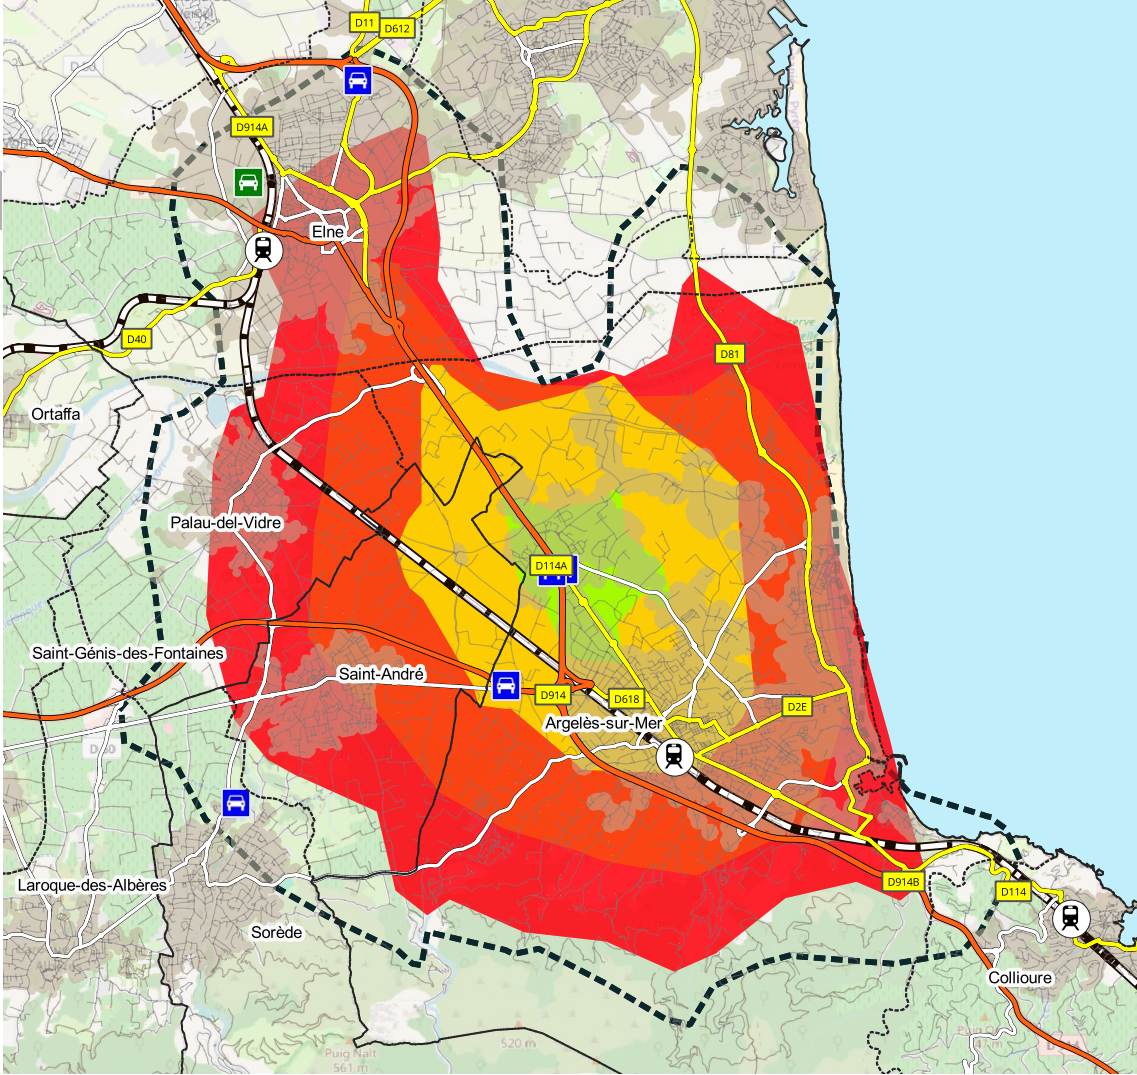 D11
D612
D914A
Elne
D40
D81
Ortaffa
Palau-del-Vidre
D114A
Saint-Génis-des-Fontaines
Saint-André
D914
D618
D2E
Argelès-sur-Mer
Laroque-des-Albères
D914B
D114
Sorède
Collioure
520 m
Puig Nalt
561 m